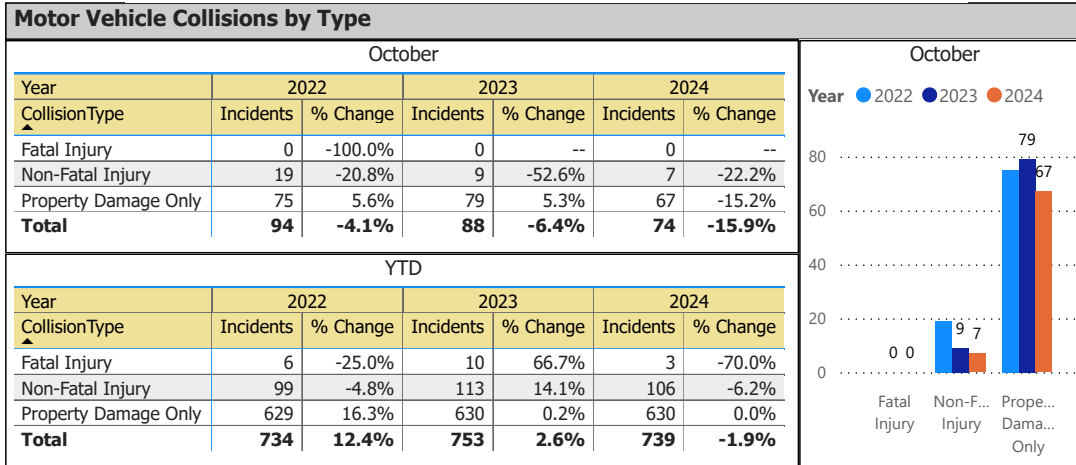 Motor Vehicle Collisions by Type
October
Year 2022 2023 2024
CollisionType Incidents % Change Incidents % Change Incidents % Change
Fatal Injury 0 -100.0% 0 -- 0 --
Non-Fatal Injury 19 -20.8% 9 -52.6% 7 -22.2%
Property Damage Only 75 5.6% 79 5.3% 67 -15.2%
Total 94 -4.1% 88 -6.4% 74 -15.9%
YTD
Year 2022 2023 2024
CollisionType Incidents % Change Incidents % Change Incidents % Change
Fatal Injury 6 -25.0% 10 66.7% 3 -70.0%
Non-Fatal Injury 99 -4.8% 113 14.1% 106 -6.2%
Property Damage Only 629 16.3% 630 0.2% 630 0.0%
Total 734 12.4% 753 2.6% 739 -1.9%
October
Year 2022 2023 2024
79
80
67
60
40
20
9 7
0 0
0
Fatal Non-F... Prope...
Injury Injury Dama...
Only